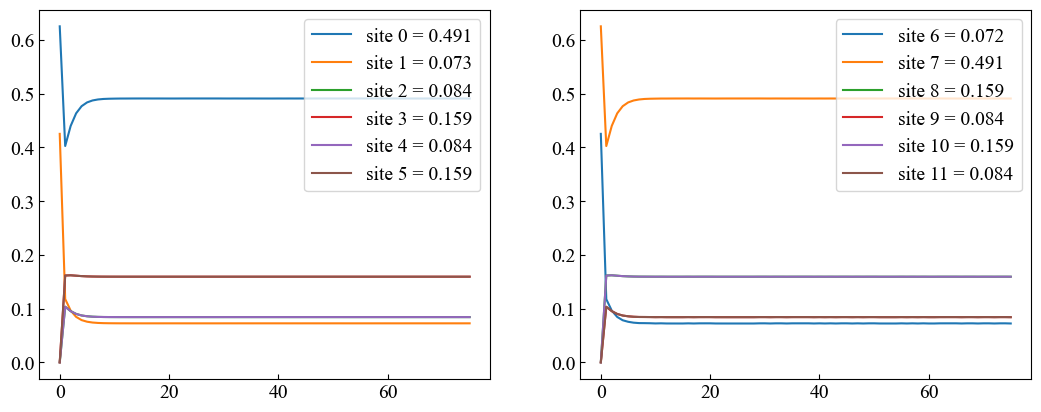 0.6
0.5
0.4
0.3
0.2
0.1
0.0
0
20
40
60
site 0 = 0.491
site 1 = 0.073
site 2 = 0.084
site 3 = 0.159
site 4 = 0.084
site 5 = 0.159
0.6
0.5
0.4
0.3
0.2
0.1
0.0
0
20
40
60
site 6 = 0.072
site 7 = 0.491
site 8 = 0.159
site 9 = 0.084
site 10 = 0.159
site 11 = 0.084